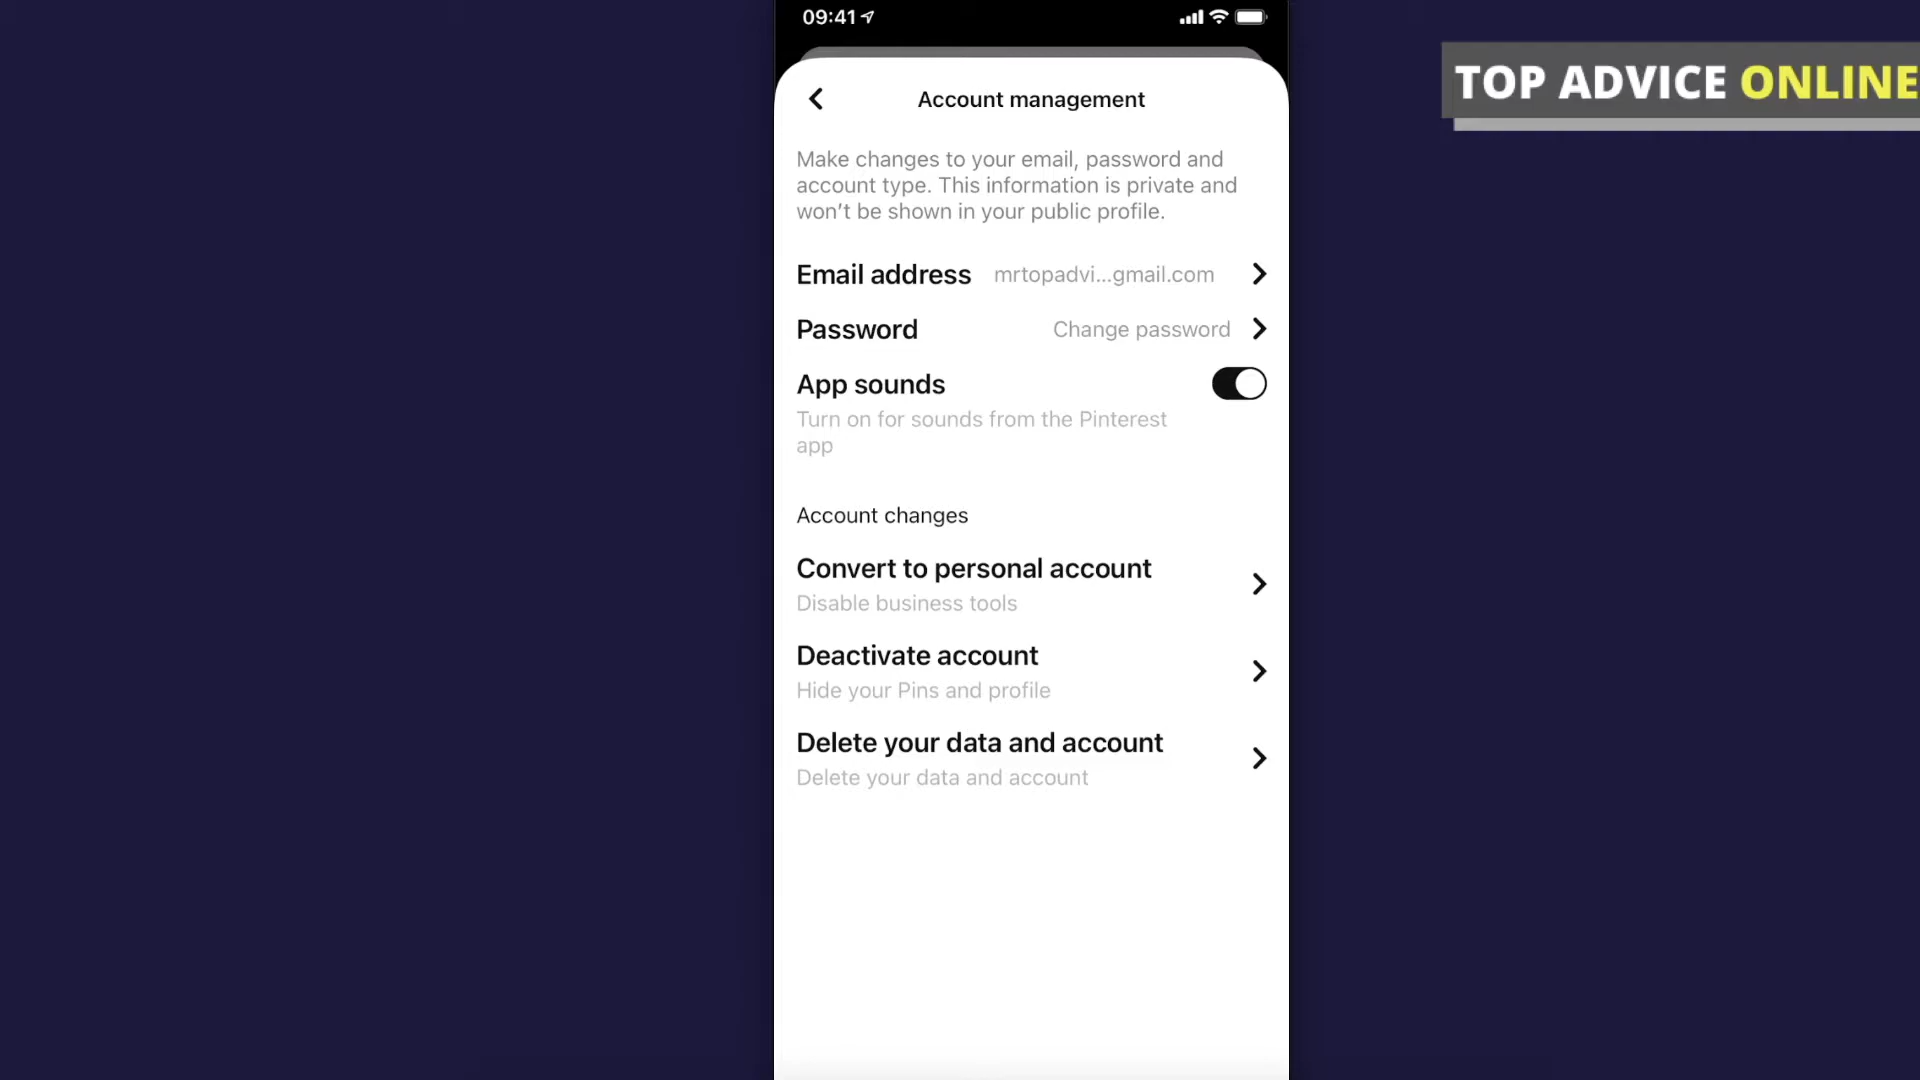 09:41
TOP ADVICE ONLINE
Account management
Make changes to your email, password and
account type. This information is private and
won’t be shown in your public profile.
Email address mrtopadvi...gmail.com
Password Change password
App sounds
Turn on for sounds from the Pinterest
app
Account changes
Convert to personal account
Disable business tools
Deactivate account
Hide your Pins and profile
Delete your data and account
Delete your data and account